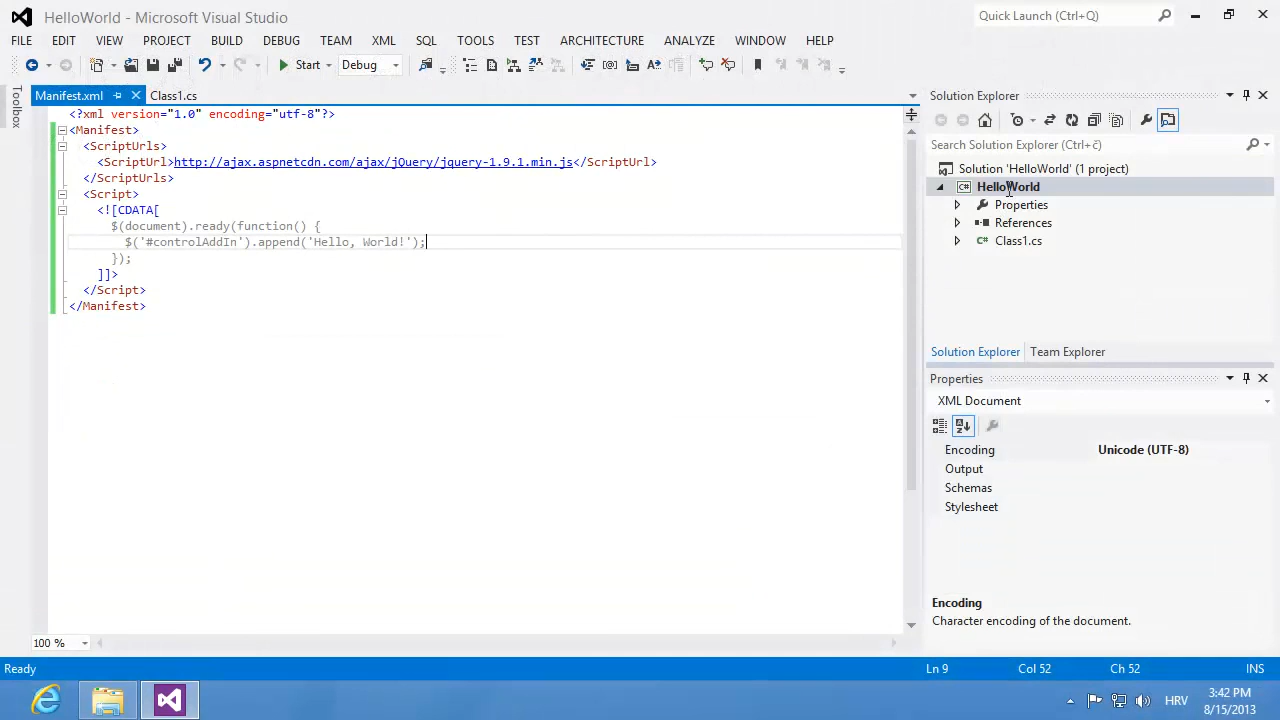 HelloWorld - Microsoft Visual Studio
Quick Launch (Ctrl+Q)
FILE EDIT VIEW PROJECT BUILD DEBUG TEAM XML SQL TOOLS TEST ARCHITECTURE ANALYZE WINDOW HELP
Start Debug
Toolbox
Manifest.xml Class1.cs
<?xml version="1.0" encoding="utf-8"?>
<Manifest>
<ScriptUrls>
<ScriptUrl>http://ajax.aspnetcdn.com/ajax/jQuery/jquery-1.9.1.min.js</ScriptUrl>
</ScriptUrls>
<Script>
<![CDATA[
$(document).ready(function() {
$('#controlAddIn').append('Hello, World!');
});
]]>
</Script>
</Manifest>
100 %
Solution Explorer
Search Solution Explorer (Ctrl+č)
Solution 'HelloWorld' (1 project)
C# HelloWorld
Properties
References
C# Class1.cs
Solution Explorer Team Explorer
Properties
XML Document
Encoding Unicode (UTF-8)
Output
Schemas
Stylesheet
Encoding
Character encoding of the document.
Ready Ln 9 Col 52 Ch 52 INS
HRV 3:42 PM
8/15/2013